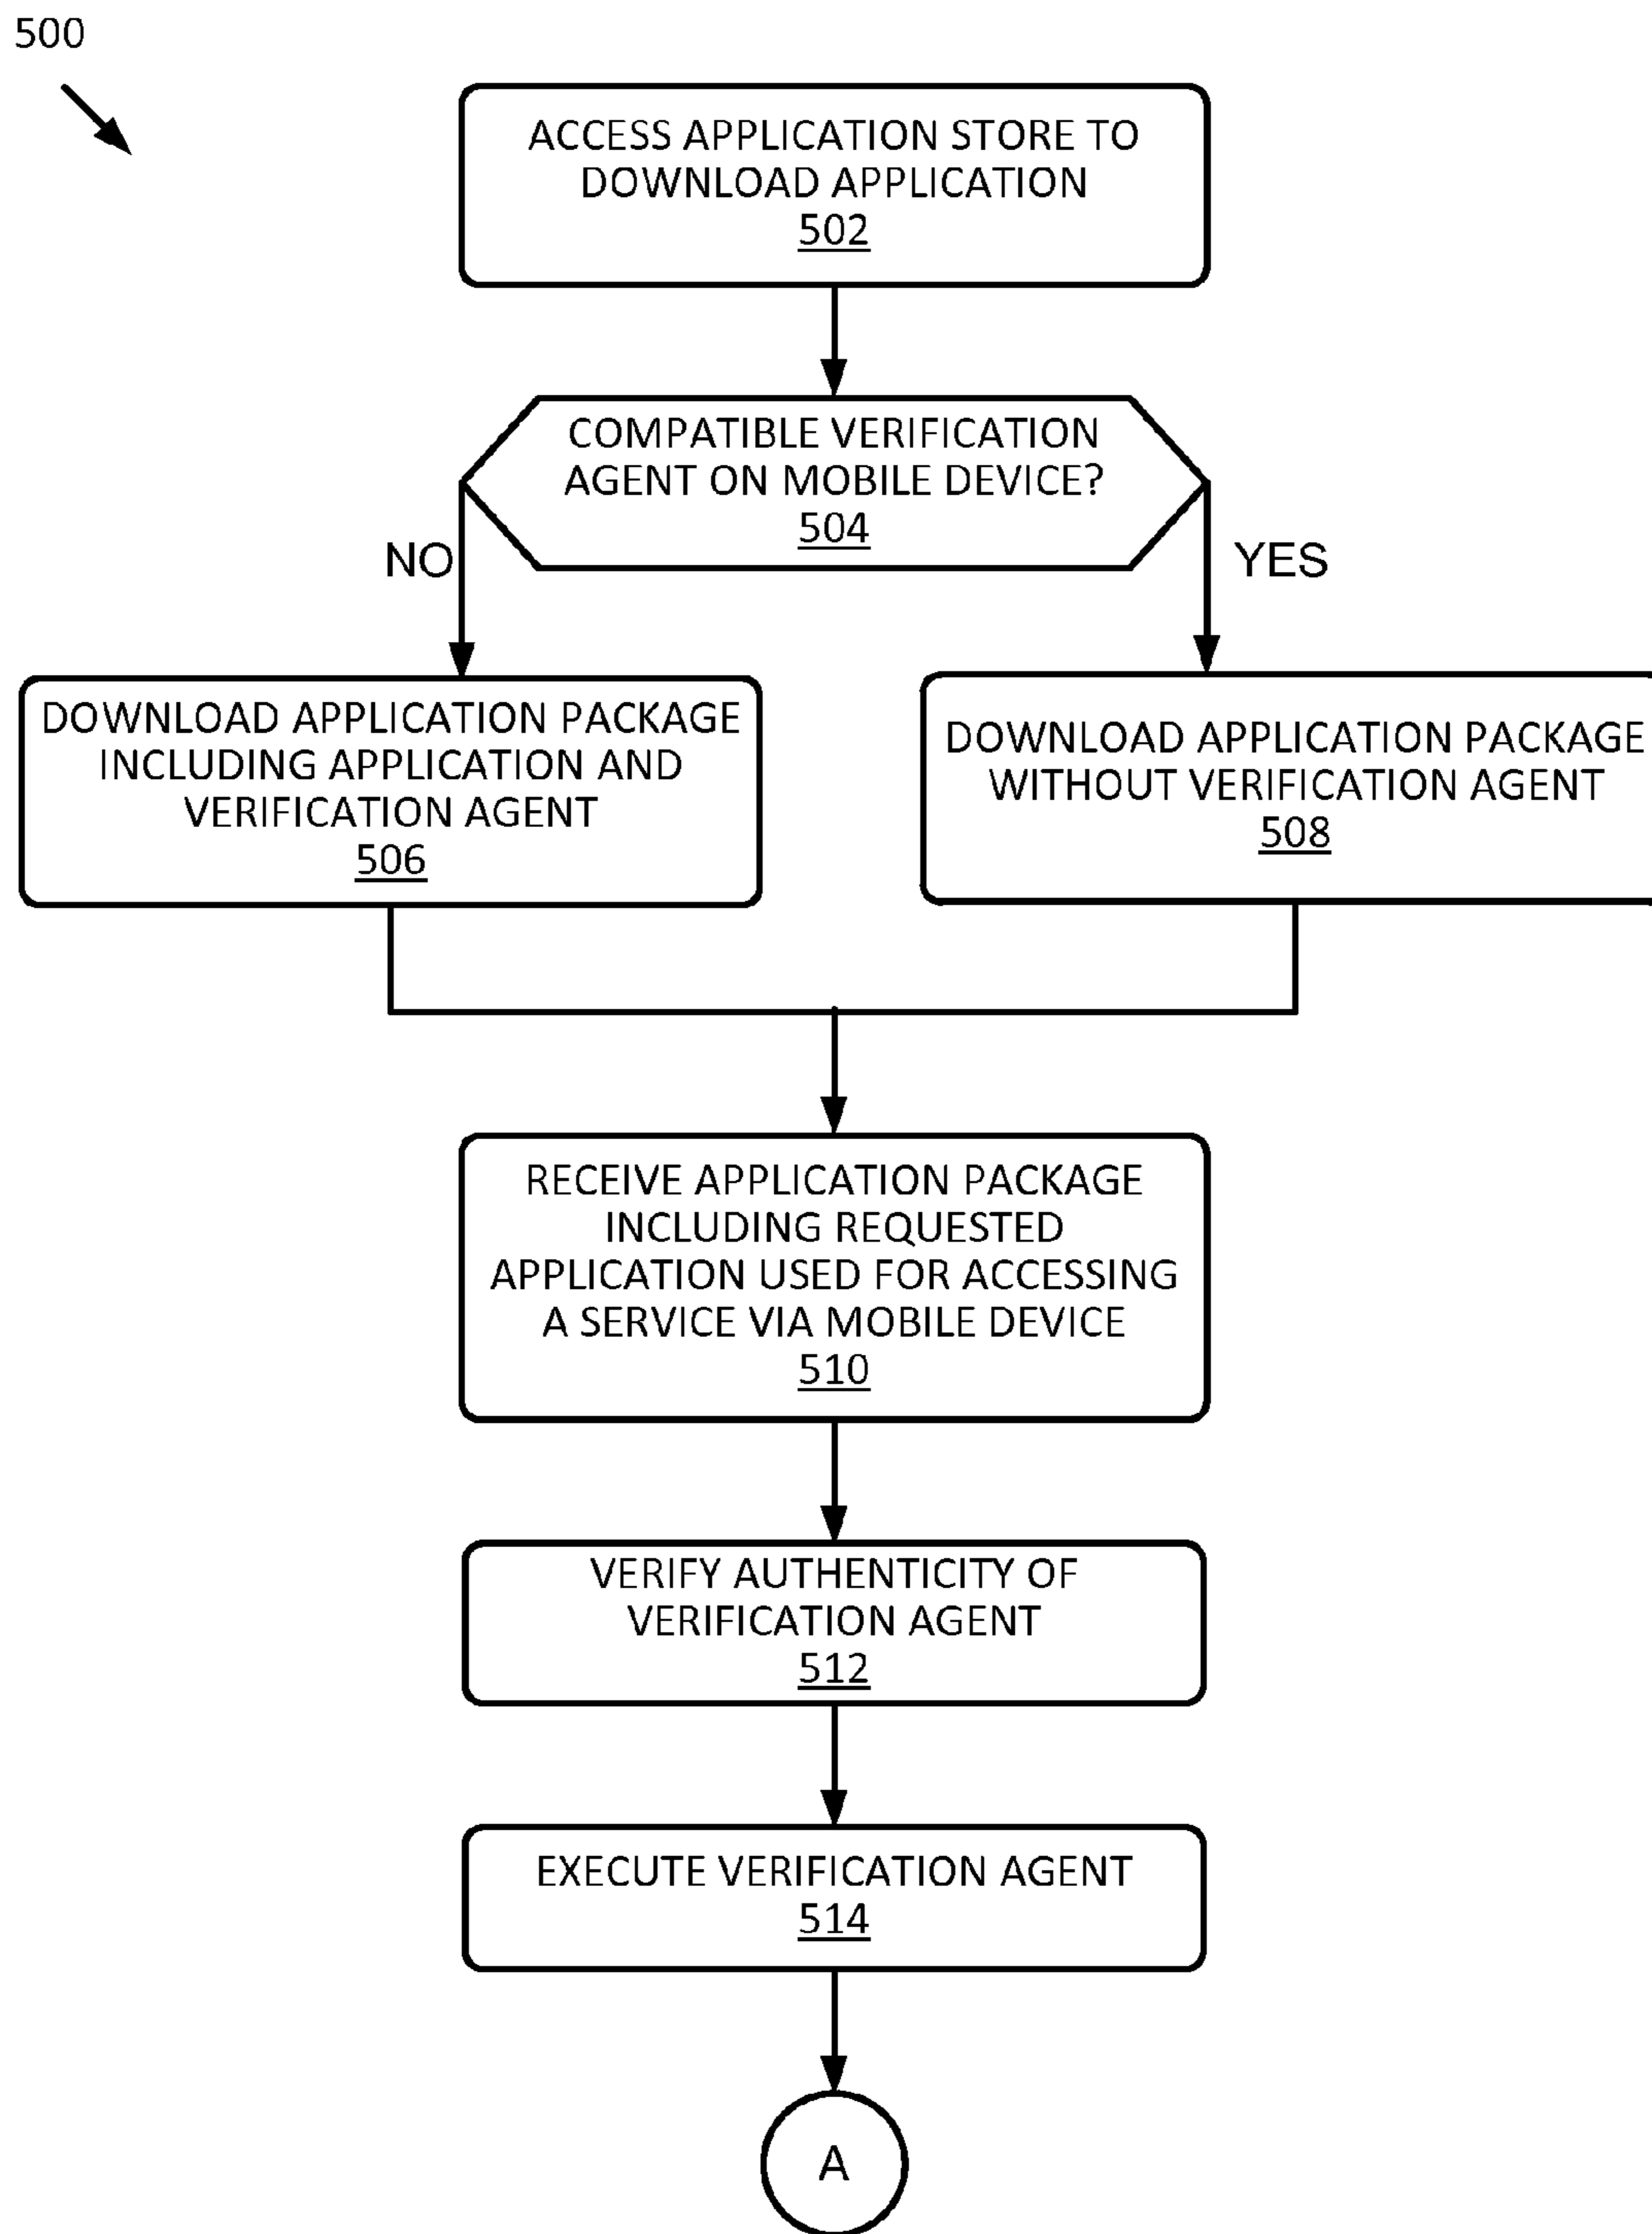 500
ACCESS APPLICATION STORE TO
DOWNLOAD APPLICATION
502
COMPATIBLE VERIFICATION
AGENT ON MOBILE DEVICE?
504
NO
YES
DOWNLOAD APPLICATION PACKAGE
INCLUDING APPLICATION AND
VERIFICATION AGENT
506
DOWNLOAD APPLICATION PACKAGE
WITHOUT VERIFICATION AGENT
508
RECEIVE APPLICATION PACKAGE
INCLUDING REQUESTED
APPLICATION USED FOR ACCESSING
A SERVICE VIA MOBILE DEVICE
510
VERIFY AUTHENTICITY OF
VERIFICATION AGENT
512
EXECUTE VERIFICATION AGENT
514
A